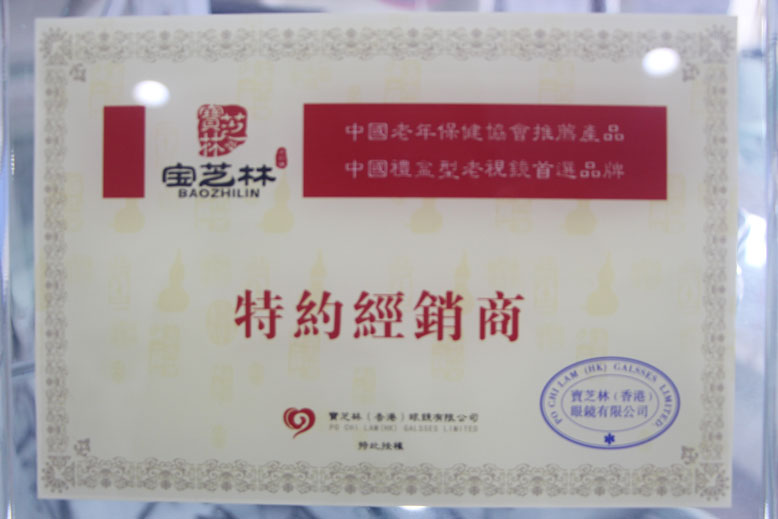 寶芝林
宝芝林
BAOZHILIN
中國老年保健協會推薦產品
中國禮盒型老視鏡首選品牌
特約經銷商
寶芝林（香港）眼鏡有限公司
PO CHI LAM(HK) GALSSES LIMITED
特此授權
PO CHI LAM (HK) GALSSES LIMITED
寶芝林（香港）
眼鏡有限公司